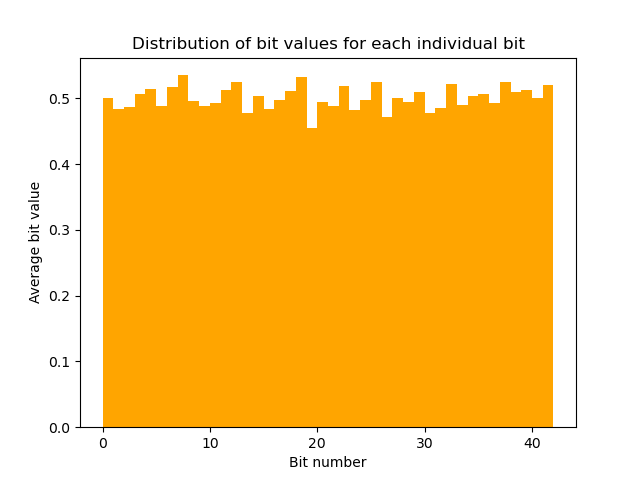 Distribution of bit values for each individual bit
Average bit value
0.5
0.4
0.3
0.2
0.1
0.0
0 10 20 30 40
Bit number